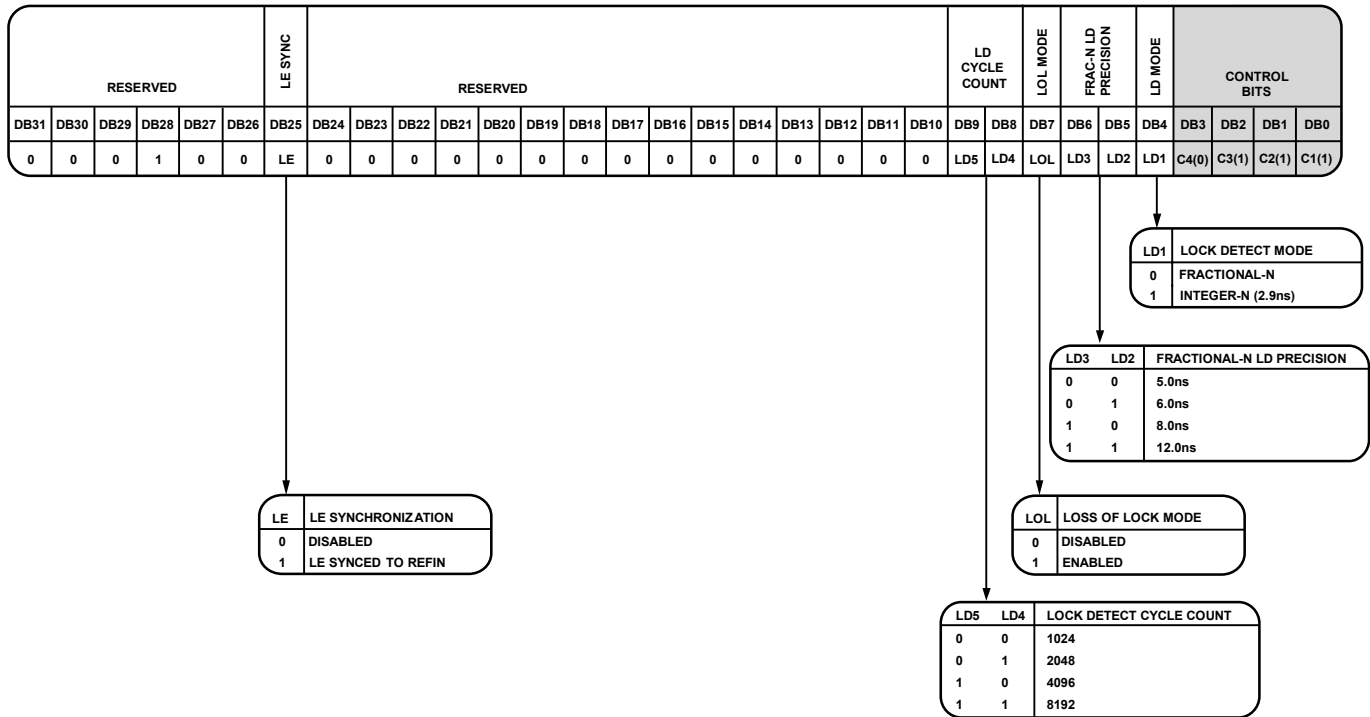 RESERVED
LE SYNC
RESERVED
LD
CYCLE
COUNT
LOL MODE
FRAC-N LD
PRECISION
LD MODE
CONTROL
BITS
DB31 DB30 DB29 DB28 DB27 DB26 DB25 DB24 DB23 DB22 DB21 DB20 DB19 DB18 DB17 DB16 DB15 DB14 DB13 DB12 DB11 DB10 DB9 DB8 DB7 DB6 DB5 DB4 DB3 DB2 DB1 DB0
0 0 0 1 0 0 LE 0 0 0 0 0 0 0 0 0 0 0 0 0 0 0 LD5 LD4 LOL LD3 LD2 LD1 C4(0) C3(1) C2(1) C1(1)
LD1 LOCK DETECT MODE
0 FRACTIONAL-N
1 INTEGER-N (2.9ns)
LD3 LD2 FRACTIONAL-N LD PRECISION
0 0 5.0ns
0 1 6.0ns
1 0 8.0ns
1 1 12.0ns
LE LE SYNCHRONIZATION
0 DISABLED
1 LE SYNCED TO REFIN
LOL LOSS OF LOCK MODE
0 DISABLED
1 ENABLED
LD5 LD4 LOCK DETECT CYCLE COUNT
0 0 1024
0 1 2048
1 0 4096
1 1 8192